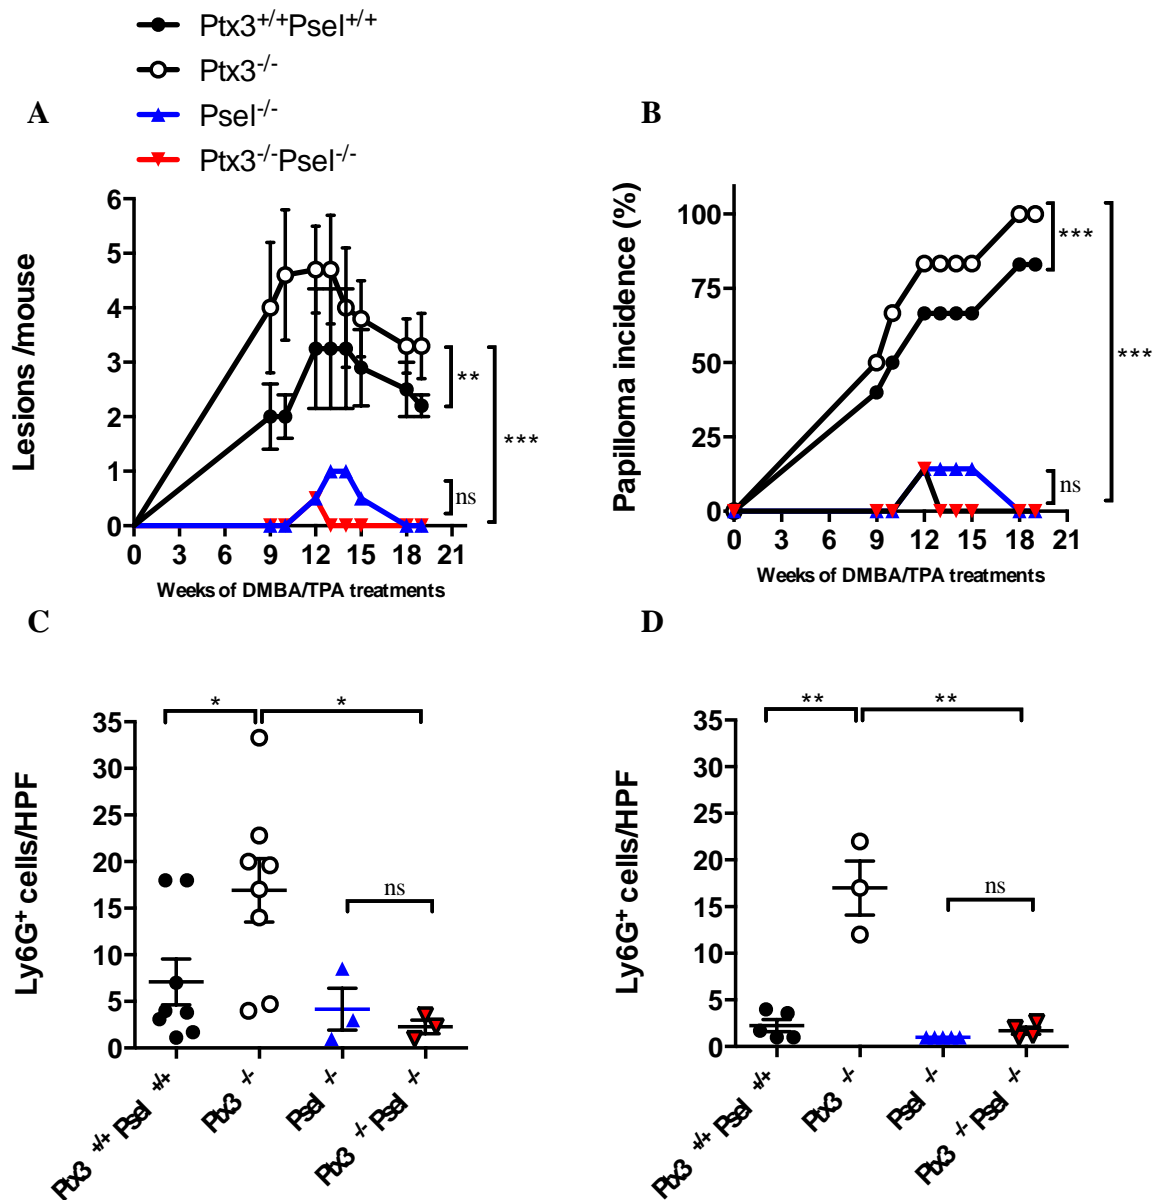 Ptx3+/+Psel+/+
Ptx3-/-
Psel-/-
Ptx3-/-Psel-/-
A
Lesions /mouse
6
5
4
3
2
1
0
**
***
ns
0 3 6 9 12 15 18 21
Weeks of DMBA/TPA treatments
B
Papilloma incidence (%)
100
75
50
25
0
***
***
ns
0 3 6 9 12 15 18 21
Weeks of DMBA/TPA treatments
C
Ly6G+ cells/HPF
35
30
25
20
15
10
5
0
* *
ns
Ptx3 +/+ Psel +/+
Ptx3 -/-
Psel -/-
Ptx3 -/- Psel -/-
D
Ly6G+ cells/HPF
35
30
25
20
15
10
5
0
** **
ns
Ptx3 +/+ Psel +/+
Ptx3 -/-
Psel -/-
Ptx3 -/- Psel -/-